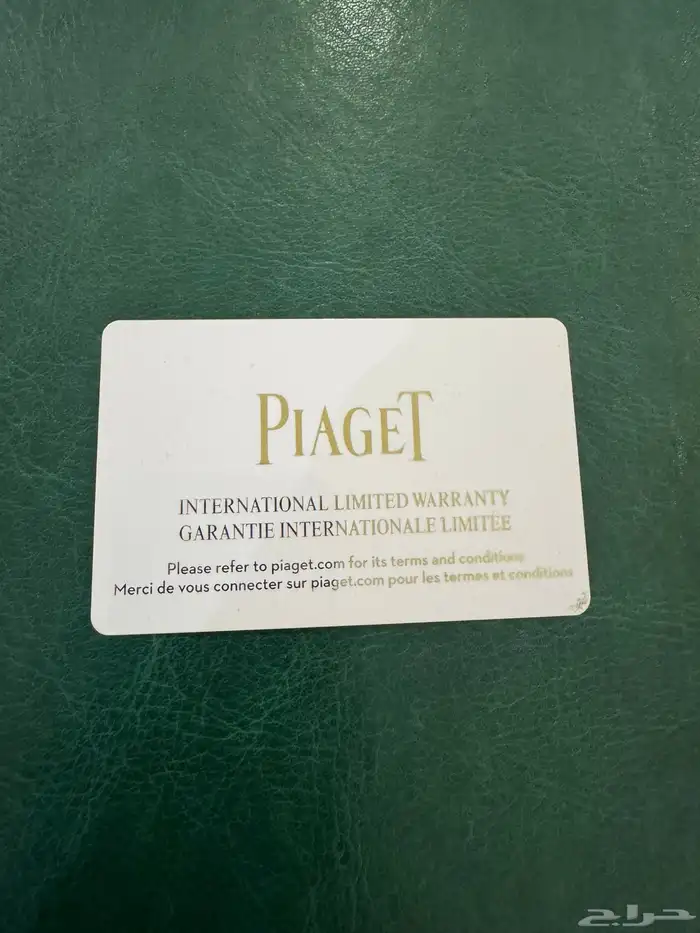 PIAGET
INTERNATIONAL LIMITED WARRANTY
GARANTIE INTERNATIONALE LIMITÉE
Please refer to piaget.com for its terms and conditions
Merci de vous connecter sur piaget.com pour les termes et conditions
حراج